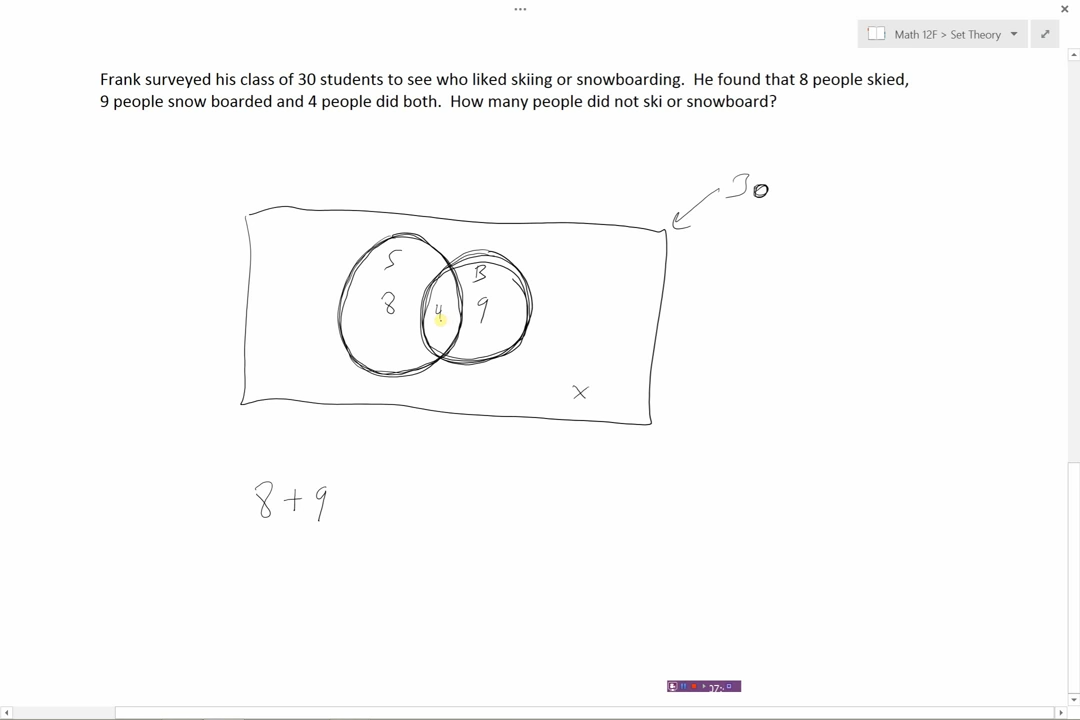 Math 12F > Set Theory
Frank surveyed his class of 30 students to see who liked skiing or snowboarding. He found that 8 people skied,
9 people snow boarded and 4 people did both. How many people did not ski or snowboard?
30
S
B
8
4
9
x
8 + 9